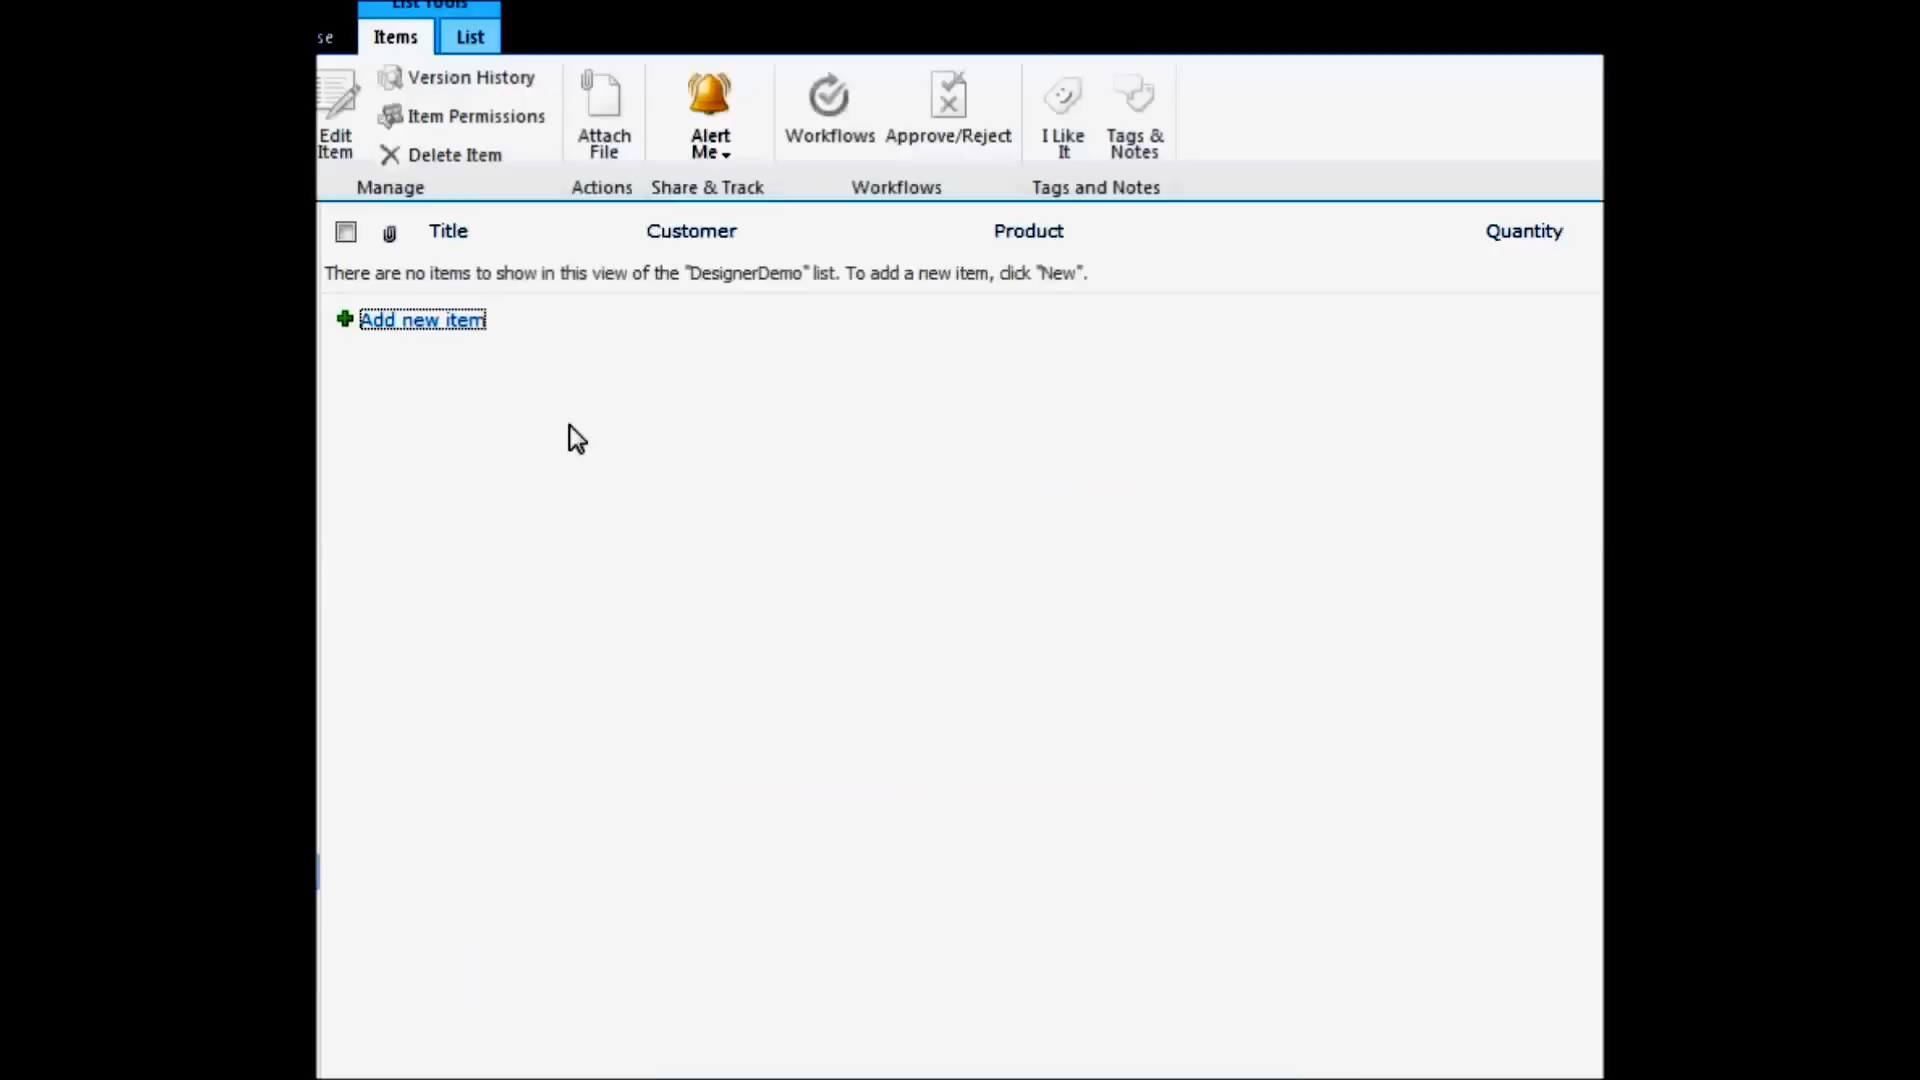 List Tools
se Items List
Version History
Item Permissions
Delete Item
Edit Item
Attach File
Alert Me
Workflows Approve/Reject
I Like It
Tags & Notes
Manage Actions Share & Track Workflows Tags and Notes
Title Customer Product Quantity
There are no items to show in this view of the "DesignerDemo" list. To add a new item, click "New".
Add new item